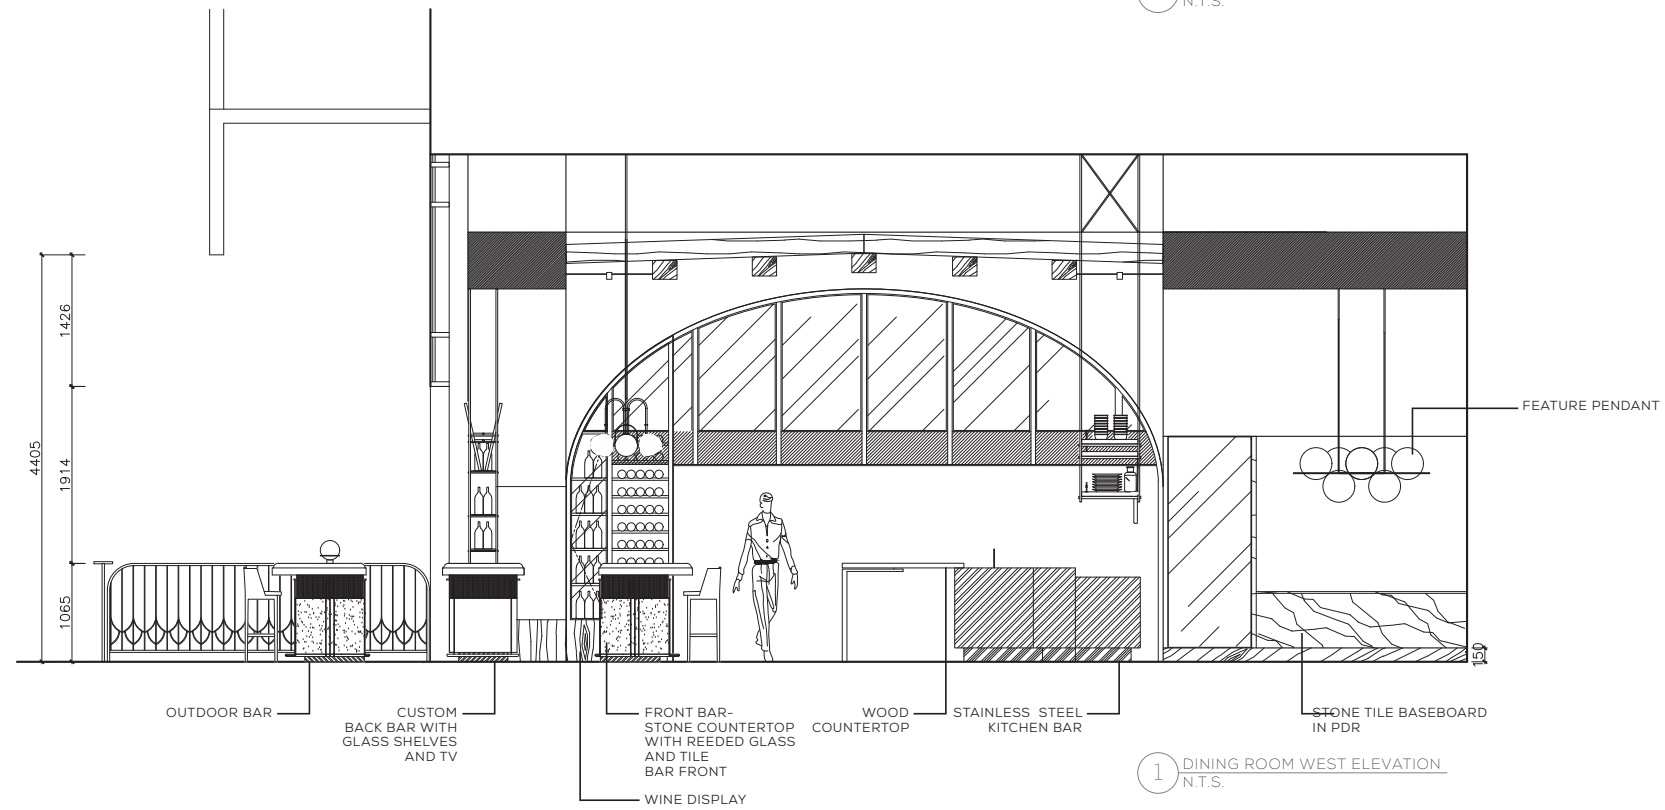 N.T.S.
1426
4405
1914
1065
FEATURE PENDANT
150
OUTDOOR BAR
CUSTOM
BACK BAR WITH
GLASS SHELVES
AND TV
FRONT BAR-
STONE COUNTERTOP
WITH REEDED GLASS
AND TILE
BAR FRONT
WINE DISPLAY
WOOD
COUNTERTOP
STAINLESS STEEL
KITCHEN BAR
STONE TILE BASEBOARD
IN PDR
1
DINING ROOM WEST ELEVATION
N.T.S.